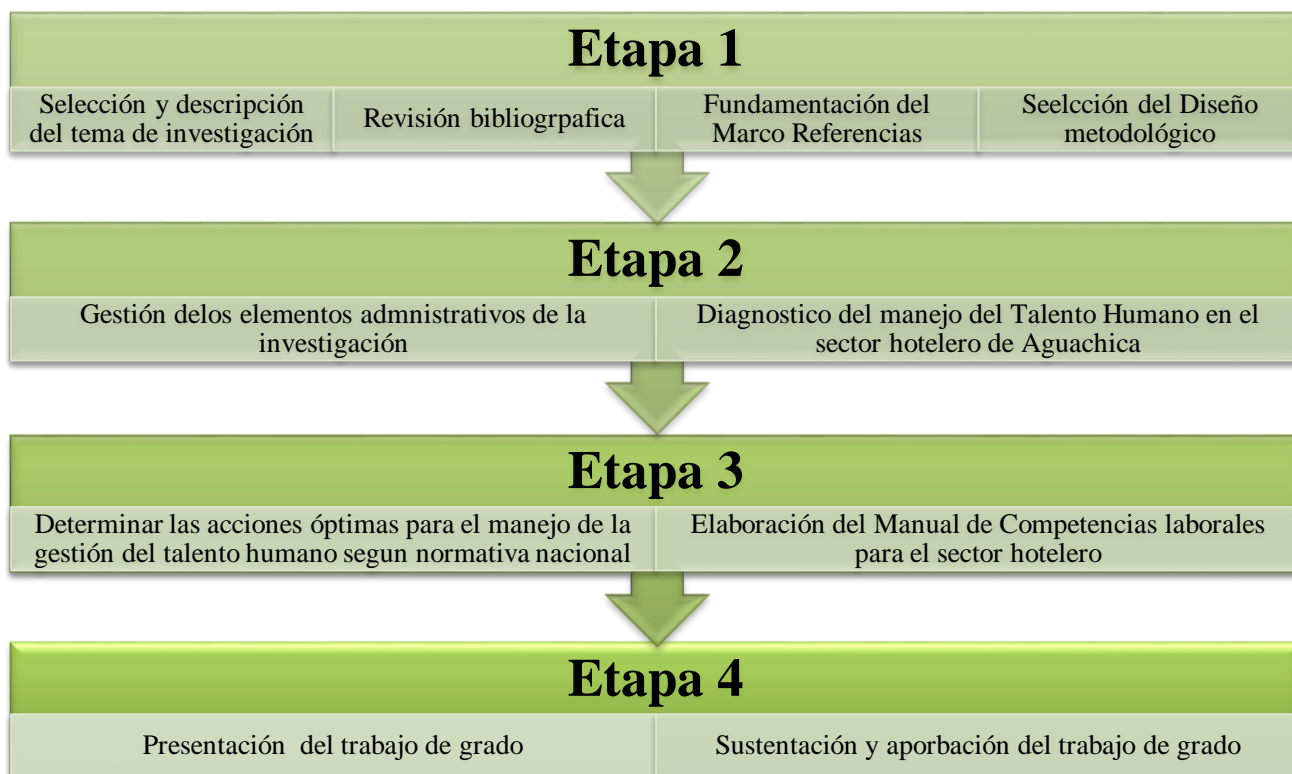 Etapa 1
Selección y descripción
del tema de investigación
Revisión bibliogrpafica
Fundamentación del
Marco Referencias
Seelcción del Diseño
metodológico
Etapa 2
Gestión delos elementos admnistrativos de la
investigación
Diagnostico del manejo del Talento Humano en el
sector hotelero de Aguachica
Etapa 3
Determinar las acciones óptimas para el manejo de la
gestión del talento humano segun normativa nacional
Elaboración del Manual de Competencias laborales
para el sector hotelero
Etapa 4
Presentación del trabajo de grado
Sustentación y aporbación del trabajo de grado